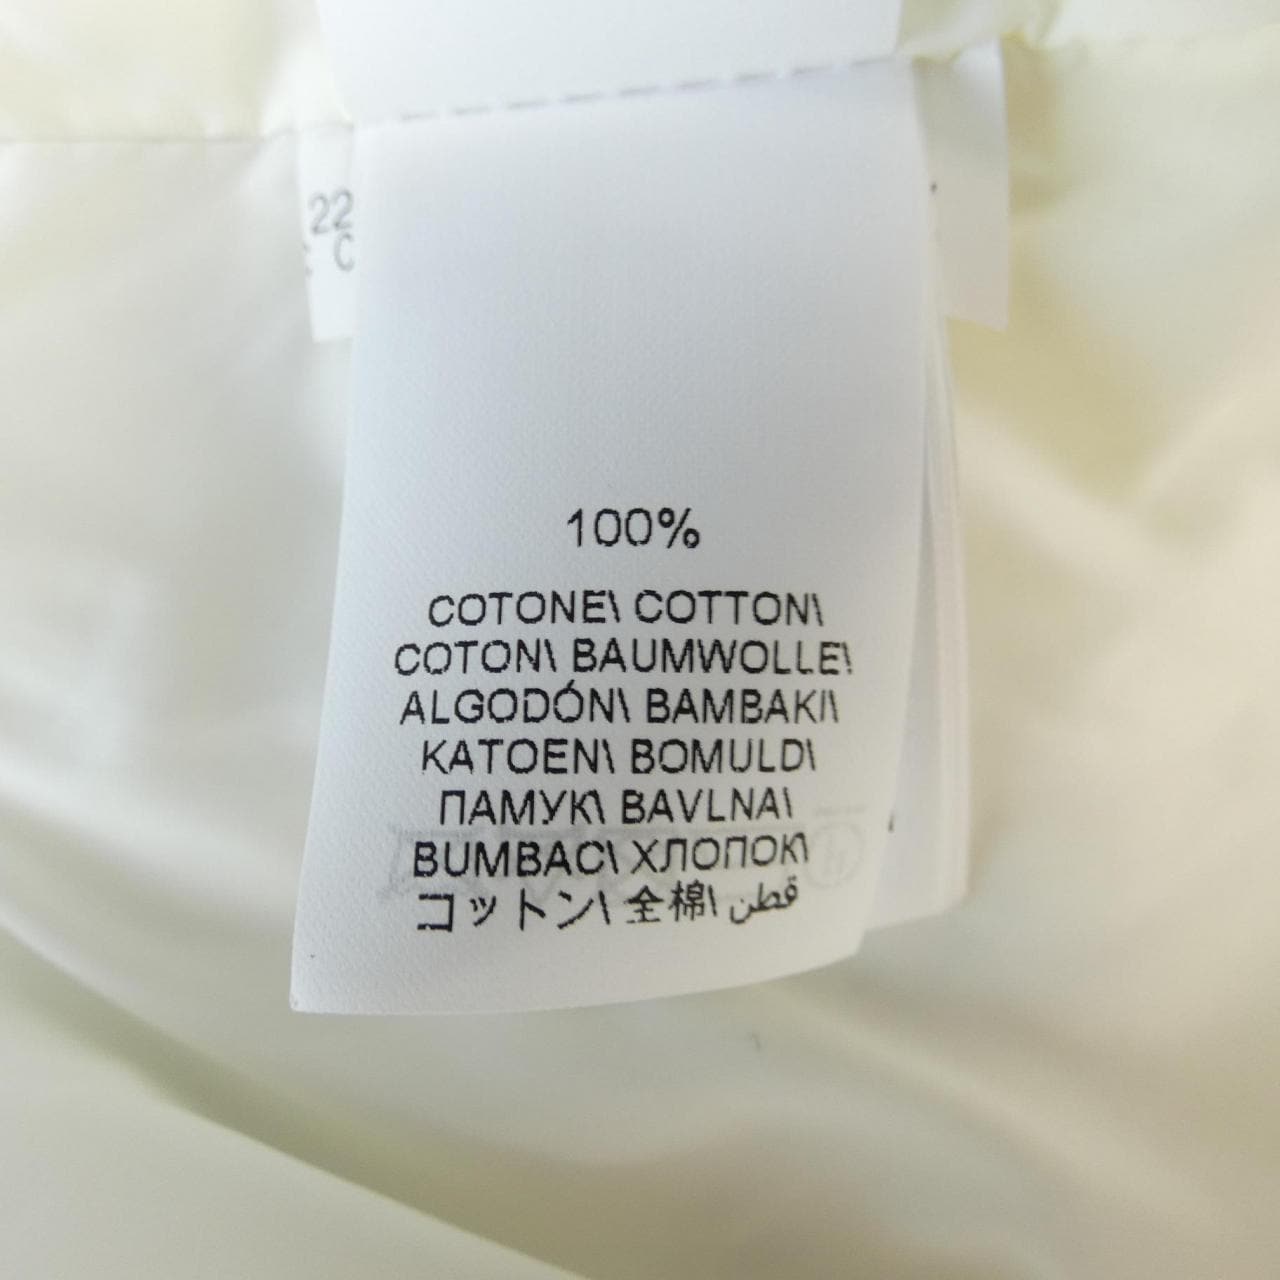 22
C
100%
COTONE\ COTTON\
COTON\ BAUMWOLLE\
ALGODÓN\ BAMBAKI\
KATOEN\ BOMULD\
ПАМУК\ BAVLNA\
BUMBAC\ ХЛОПОК\
コットン\ 全棉\ قطن